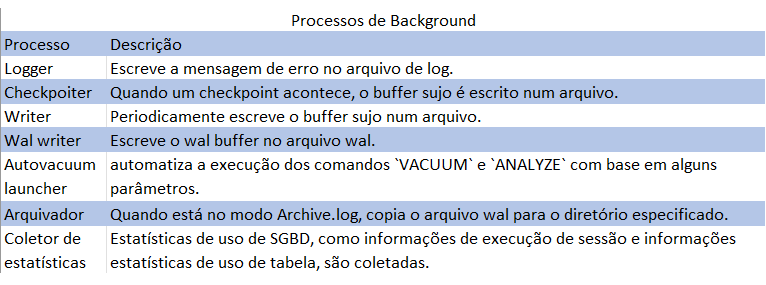 Processos de Background
Processo Descrição
Logger Escreve a mensagem de erro no arquivo de log.
Checkpoiter Quando um checkpoint acontece, o buffer sujo é escrito num arquivo.
Writer Periodicamente escreve o buffer sujo num arquivo.
Wal writer Escreve o wal buffer no arquivo wal.
Autovacuum automatiza a execução dos comandos `VACUUM` e `ANALYZE` com base em alguns
launcher parâmetros.
Arquivador Quando está no modo Archive.log, copia o arquivo wal para o diretório especificado.
Coletor de Estatísticas de uso de SGBD, como informações de execução de sessão e informações
estatísticas estatísticas de uso de tabela, são coletadas.